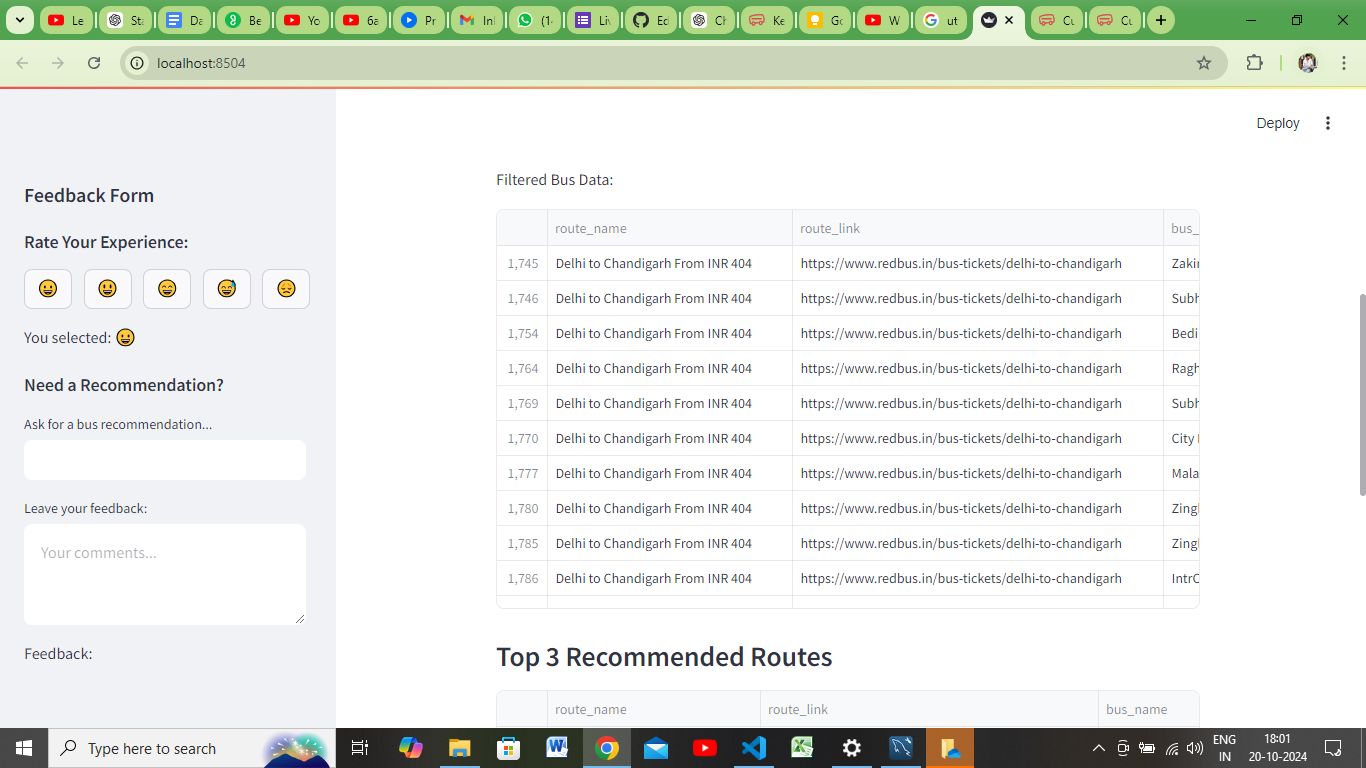 Le
Sta
Da
Be
Yo
6a
Pr
In
(1
Liv
Ed
Ch
Ke
Go
W
ut
Cu
Cu
localhost:8504
Deploy
Feedback Form
Rate Your Experience:
You selected: 😀
Need a Recommendation?
Ask for a bus recommendation...
Leave your feedback:
Your comments...
Feedback:
Filtered Bus Data:
route_name route_link bus_
1,745 Delhi to Chandigarh From INR 404 https://www.redbus.in/bus-tickets/delhi-to-chandigarh Zakir
1,746 Delhi to Chandigarh From INR 404 https://www.redbus.in/bus-tickets/delhi-to-chandigarh Subh
1,754 Delhi to Chandigarh From INR 404 https://www.redbus.in/bus-tickets/delhi-to-chandigarh Bedi
1,764 Delhi to Chandigarh From INR 404 https://www.redbus.in/bus-tickets/delhi-to-chandigarh Ragh
1,769 Delhi to Chandigarh From INR 404 https://www.redbus.in/bus-tickets/delhi-to-chandigarh Subh
1,770 Delhi to Chandigarh From INR 404 https://www.redbus.in/bus-tickets/delhi-to-chandigarh City
1,777 Delhi to Chandigarh From INR 404 https://www.redbus.in/bus-tickets/delhi-to-chandigarh Mala
1,780 Delhi to Chandigarh From INR 404 https://www.redbus.in/bus-tickets/delhi-to-chandigarh Zingl
1,785 Delhi to Chandigarh From INR 404 https://www.redbus.in/bus-tickets/delhi-to-chandigarh Zingl
1,786 Delhi to Chandigarh From INR 404 https://www.redbus.in/bus-tickets/delhi-to-chandigarh IntrC
Top 3 Recommended Routes
route_name route_link bus_name
Type here to search
ENG
IN
18:01
20-10-2024